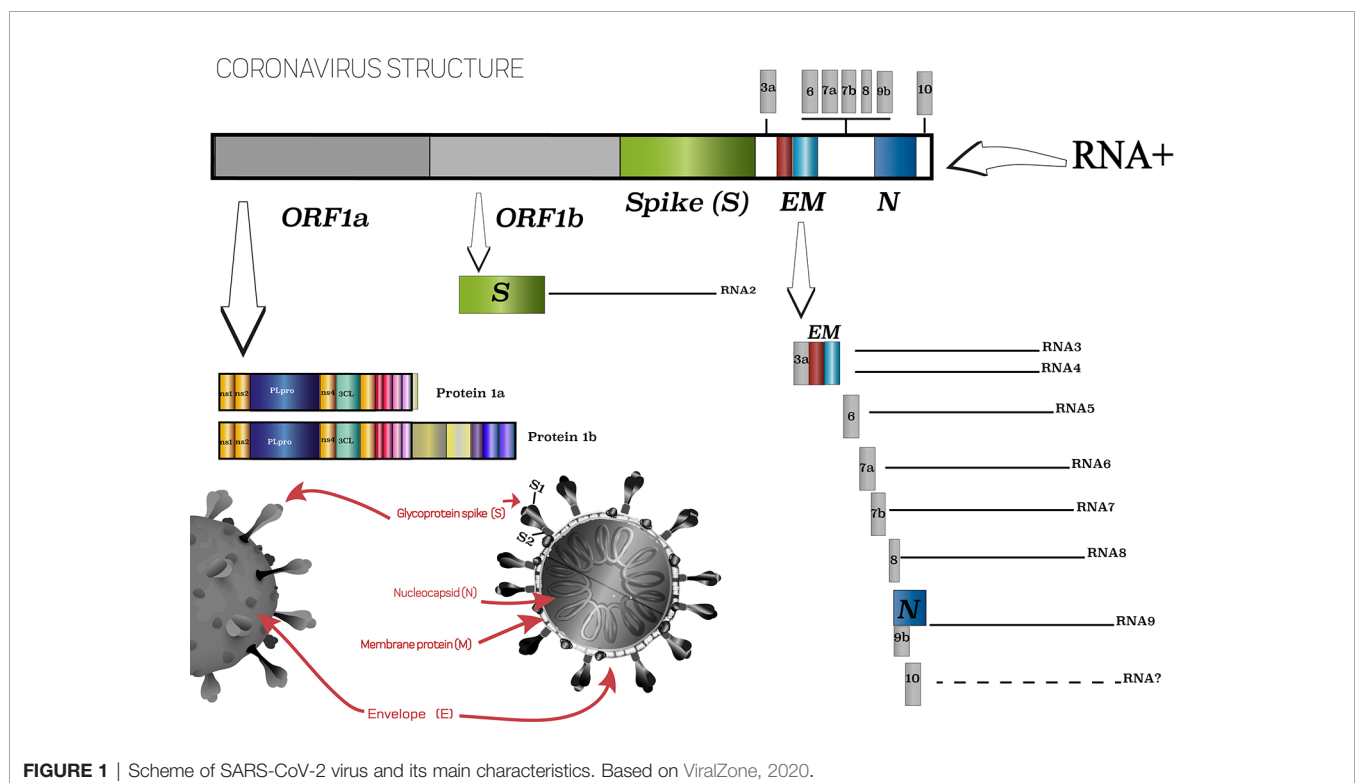 CORONAVIRUS STRUCTURE
3a
6 7a 7b 8 9b
10
RNA+
ORF1a
ORF1b
Spike (S)
EM
N
S
RNA2
EM
3a
RNA3
RNA4
6
RNA5
7a
RNA6
7b
RNA7
8
RNA8
N
9b
RNA9
10
RNA?
ns1 ns2 PLpro ns4 3CL
Protein 1a
ns1 ns2 PLpro ns4 3CL
Protein 1b
Glycoprotein spike (S)
S1
S2
Nucleocapsid (N)
Membrane protein (M)
Envelope (E)
FIGURE 1 | Scheme of SARS-CoV-2 virus and its main characteristics. Based on ViralZone, 2020.